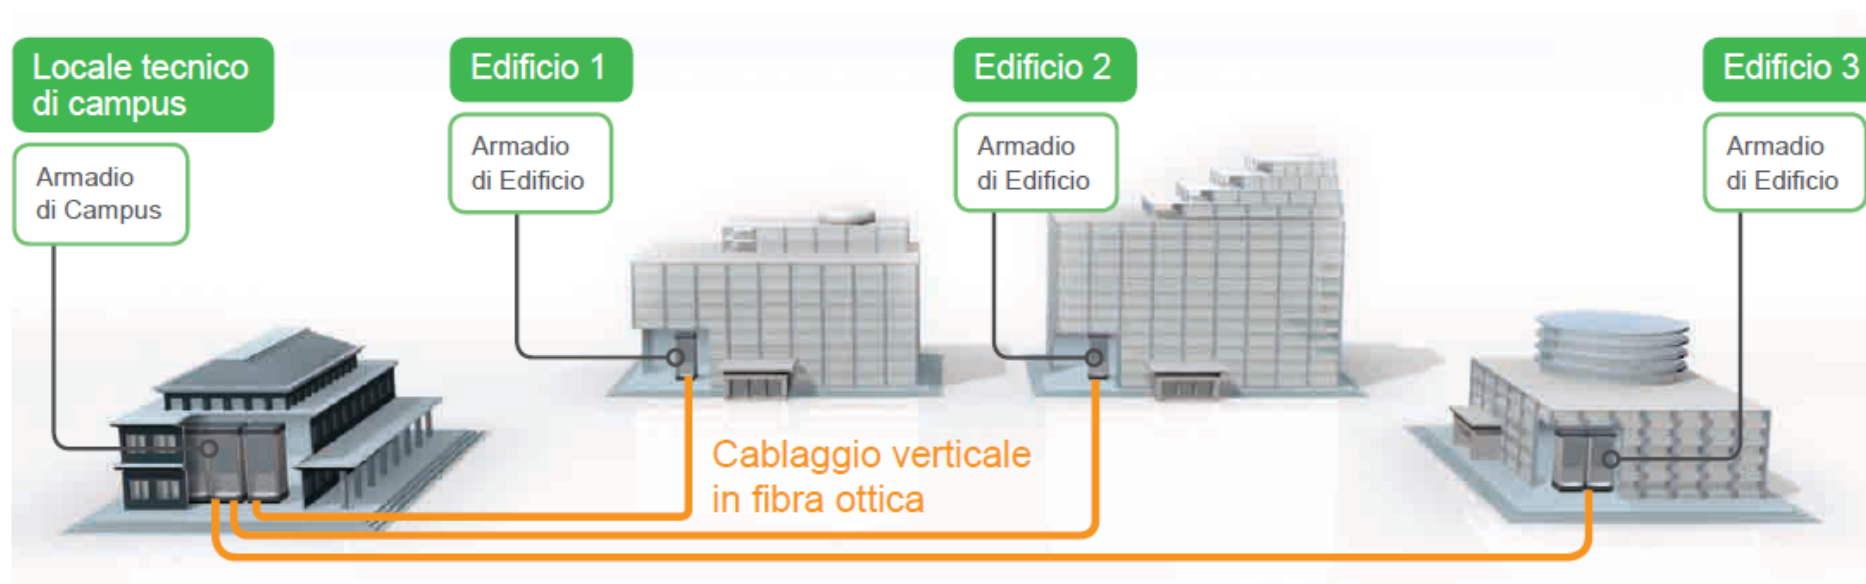 Locale tecnico
di campus
Armadio
di Campus
Edificio 1
Armadio
di Edificio
Edificio 2
Armadio
di Edificio
Edificio 3
Armadio
di Edificio
Cablaggio verticale
in fibra ottica